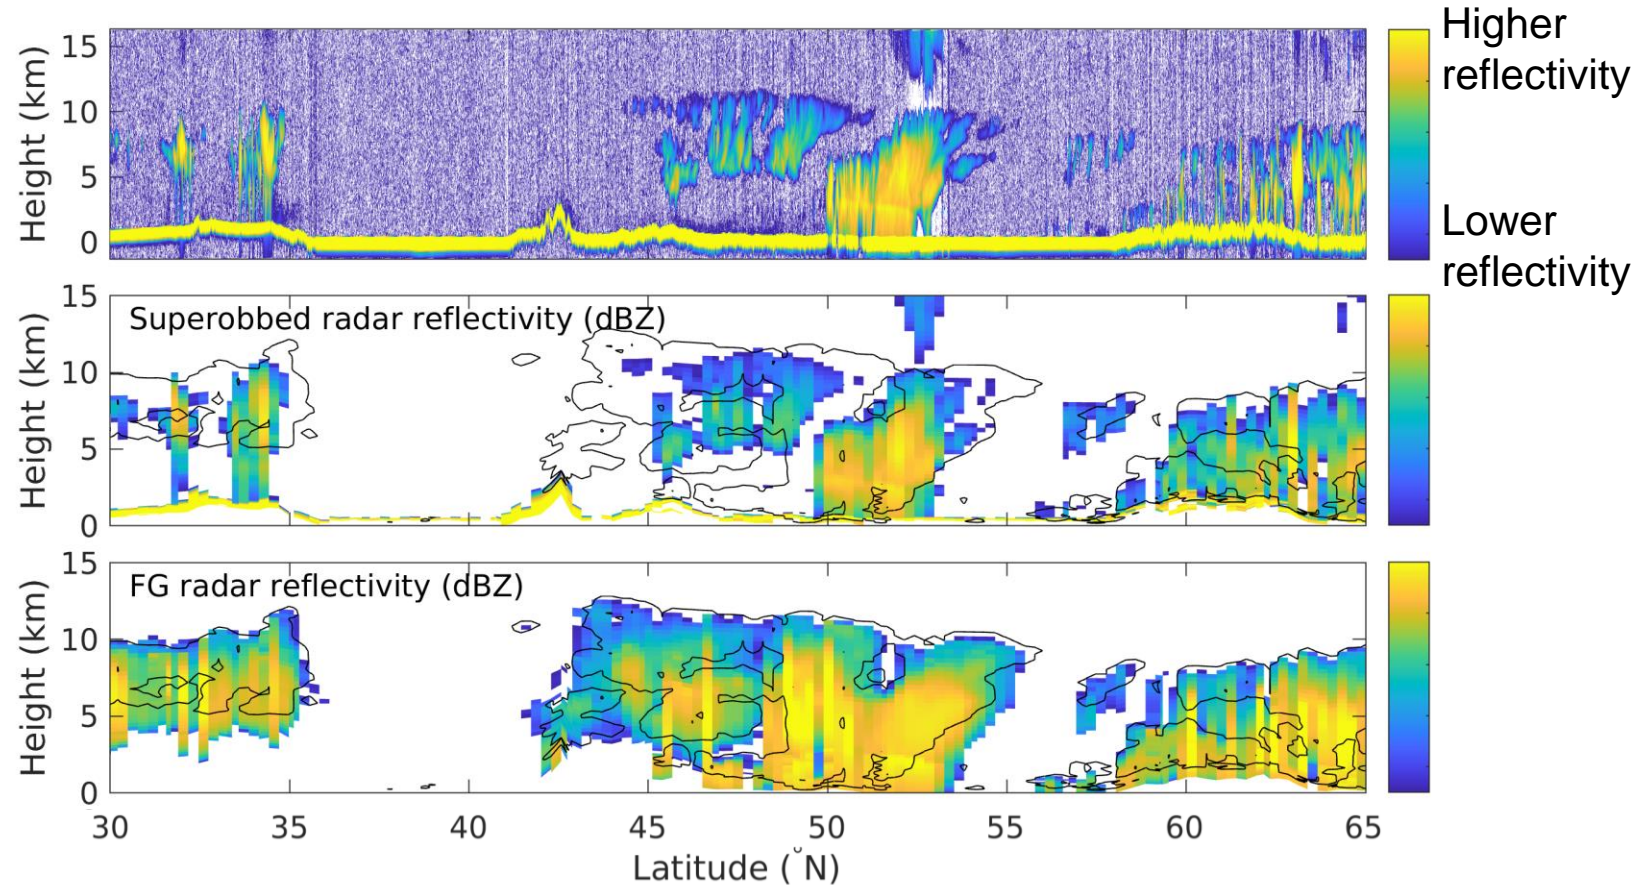 Higher
reflectivity
Lower
reflectivity
Height (km)
15
10
5
0
Superobbed radar reflectivity (dBZ)
Height (km)
15
10
5
0
FG radar reflectivity (dBZ)
Height (km)
15
10
5
0
30 35 40 45 50 55 60 65
Latitude (°N)